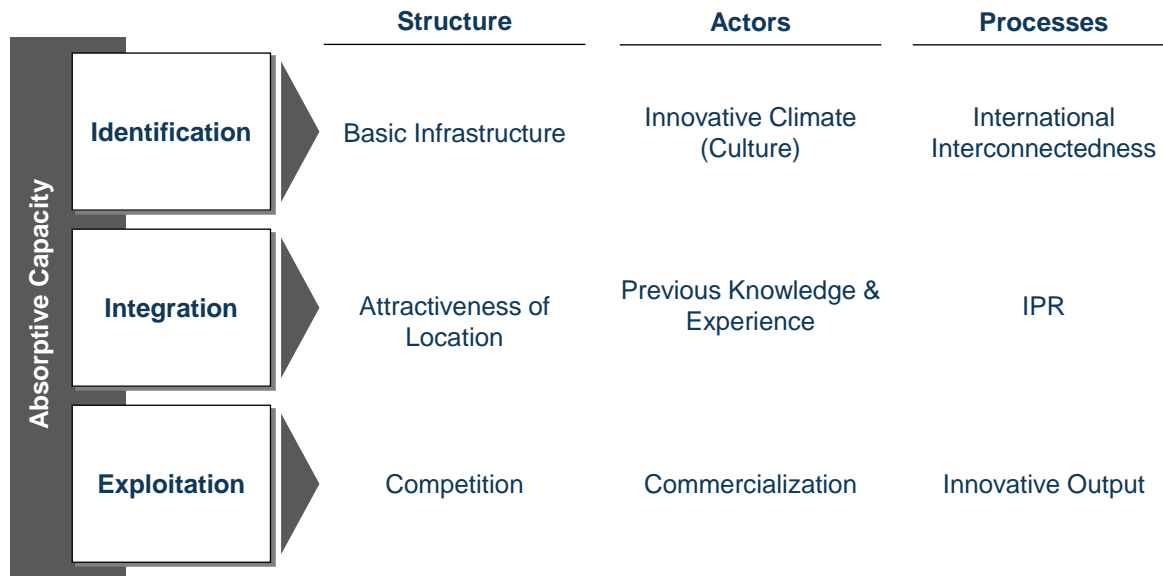 Structure
Actors
Processes
Absorptive Capacity
Identification
Basic Infrastructure
Innovative Climate
(Culture)
International
Interconnectedness
Integration
Attractiveness of
Location
Previous Knowledge &
Experience
IPR
Exploitation
Competition
Commercialization
Innovative Output